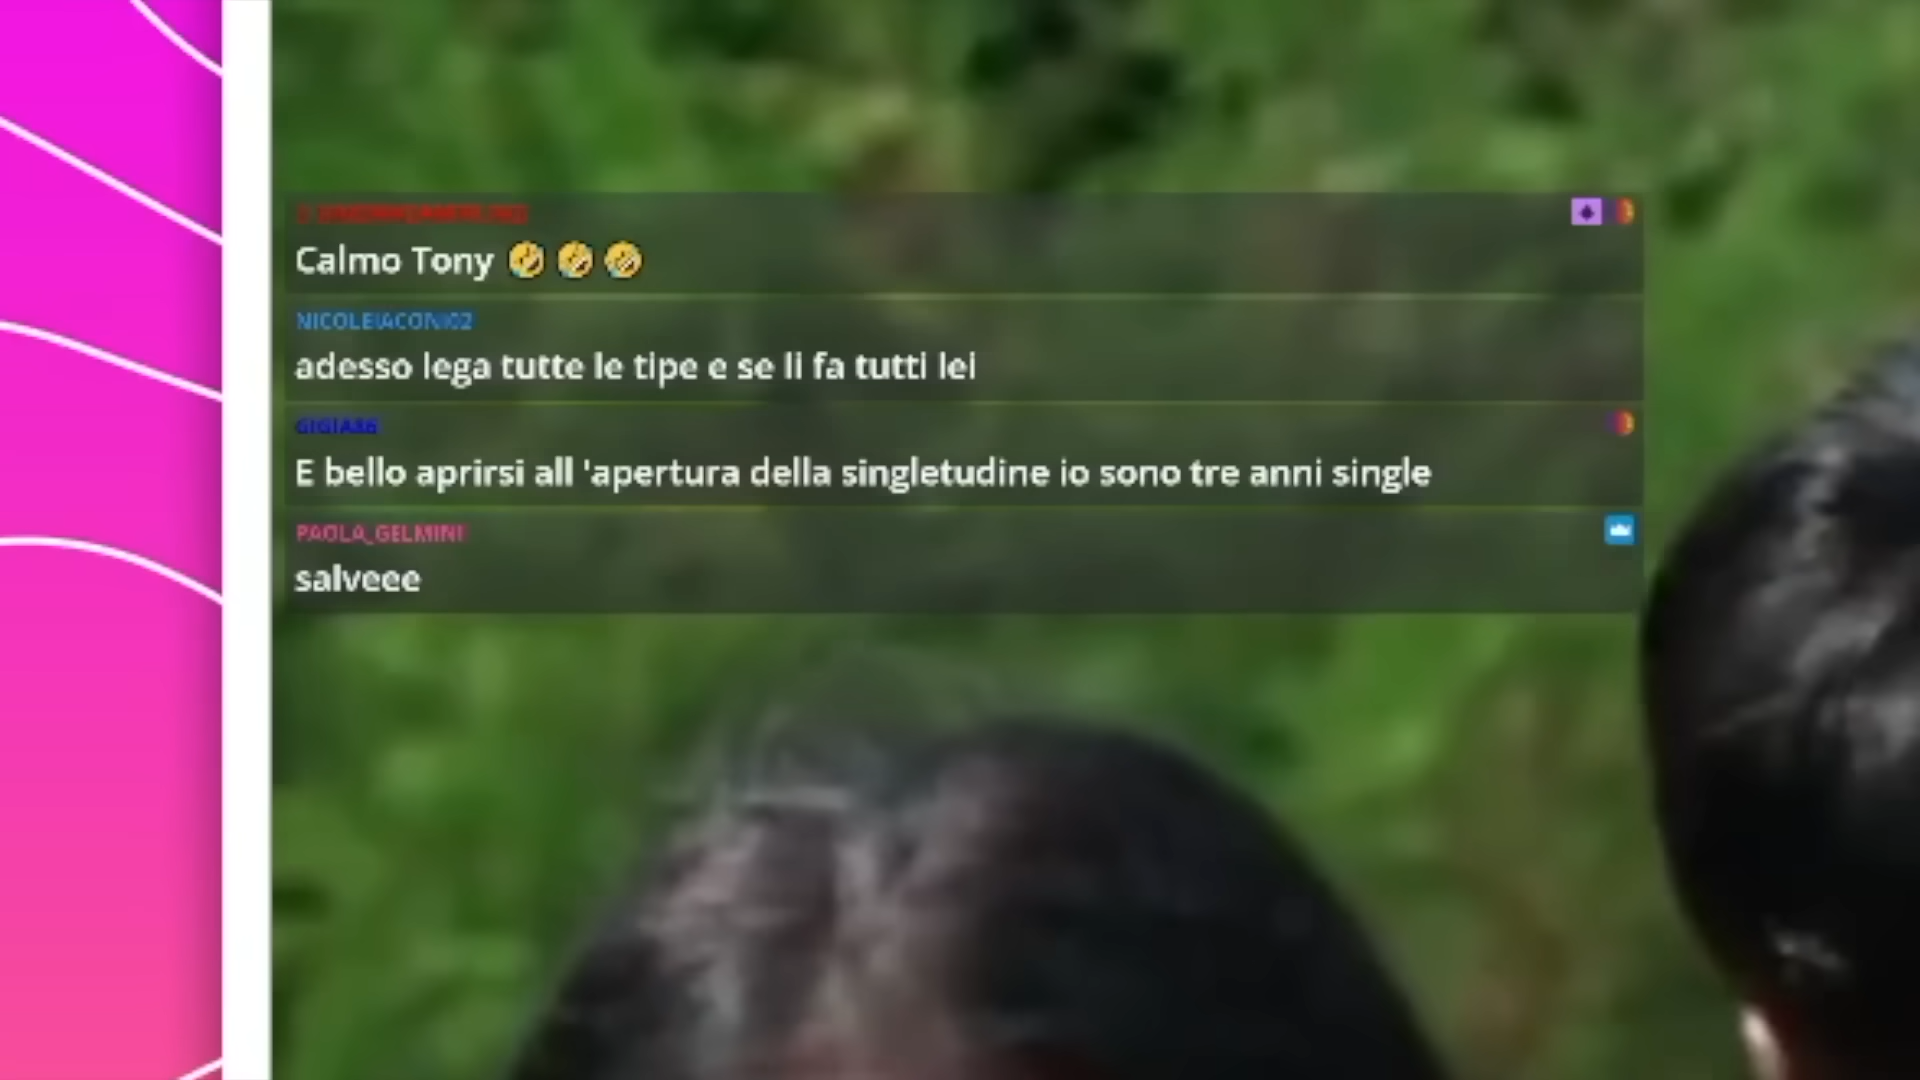 Calmo Tony 🤣 🤣 🤣
NICOLEIACONI02
adesso lega tutte le tipe e se li fa tutti lei
GIGIA86
E bello aprirsi all 'apertura della singletudine io sono tre anni single
PAOLA_GELMINI
salveee